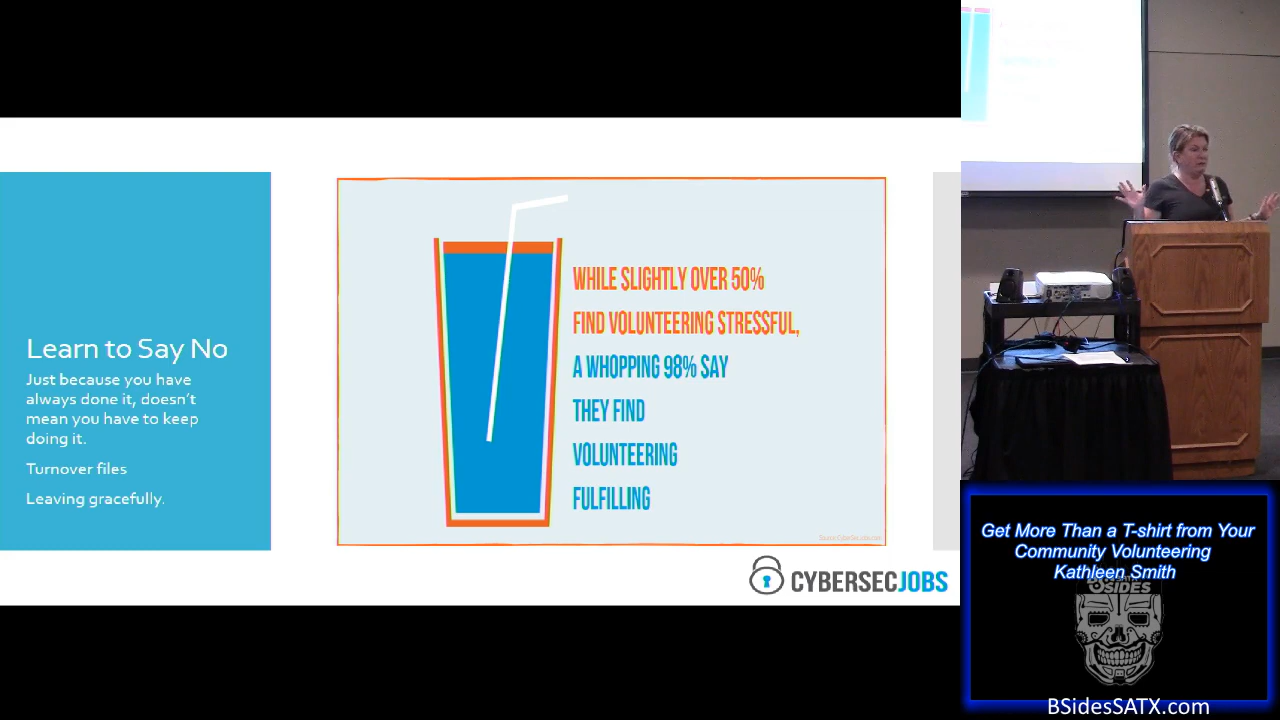 Learn to Say No
Just because you have
always done it, doesn't
mean you have to keep
doing it.
Turnover files
Leaving gracefully.
WHILE SLIGHTLY OVER 50%
FIND VOLUNTEERING STRESSFUL,
A WHOPPING 98% SAY
THEY FIND
VOLUNTEERING
FULFILLING
CYBERSECJOBS
Get More Than a T-shirt from Your
Community Volunteering
Kathleen Smith
BSIDES
BSidesSATX.com